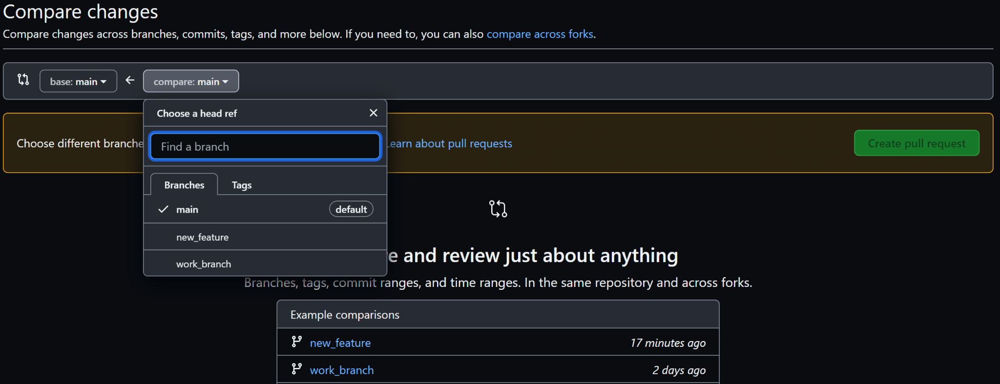 Compare changes
Compare changes across branches, commits, tags, and more below. If you need to, you can also compare across forks.
base: main
compare: main
Choose a head ref
Choose different branche
Learn about pull requests
Create pull request
Find a branch
Branches
Tags
main
default
new_feature
work_branch
e and review just about anything
Branches, tags, commit ranges, and time ranges. In the same repository and across forks.
Example comparisons
new_feature 17 minutes ago
work_branch 2 days ago